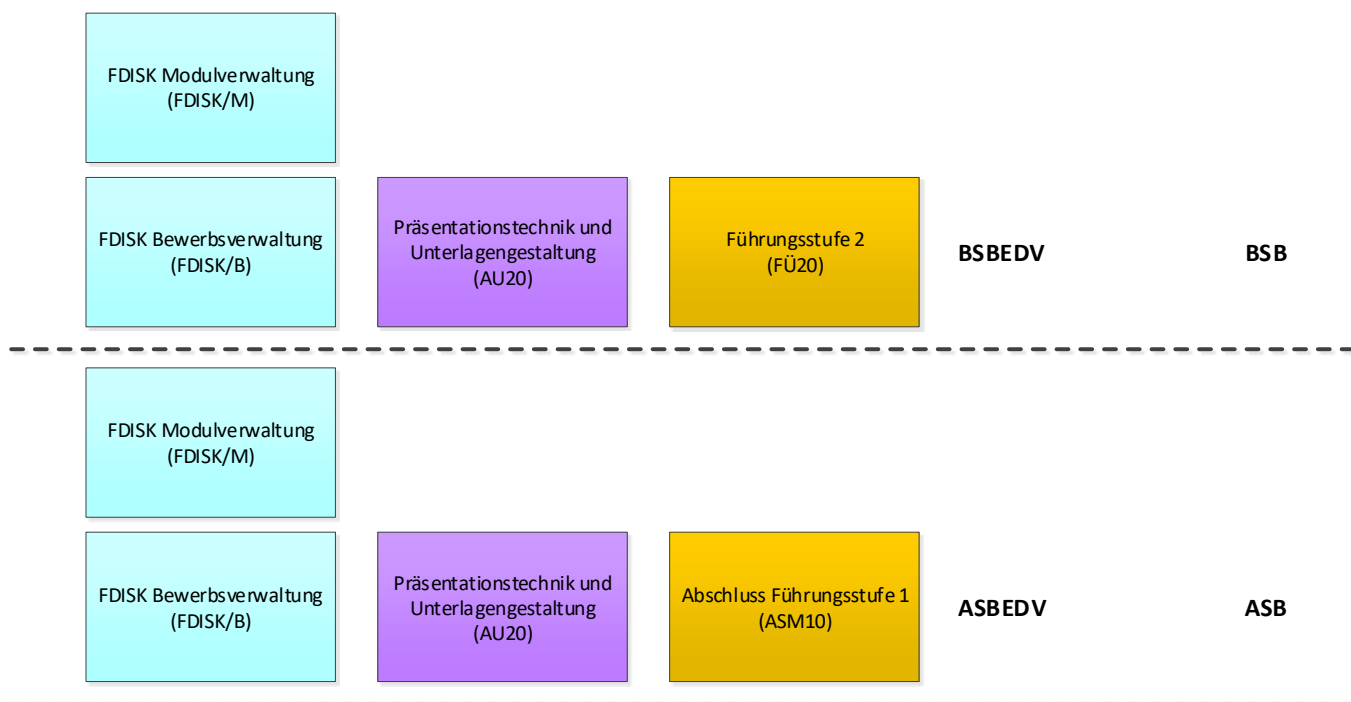 FDISK Modulverwaltung
(FDISK/M)
FDISK Bewerbsverwaltung
(FDISK/B)
Präsentationstechnik und
Unterlagengestaltung
(AU20)
Führungsstufe 2
(FÜ20)
BSBEDV
BSB
FDISK Modulverwaltung
(FDISK/M)
FDISK Bewerbsverwaltung
(FDISK/B)
Präsentationstechnik und
Unterlagengestaltung
(AU20)
Abschluss Führungsstufe 1
(ASM10)
ASBEDV
ASB